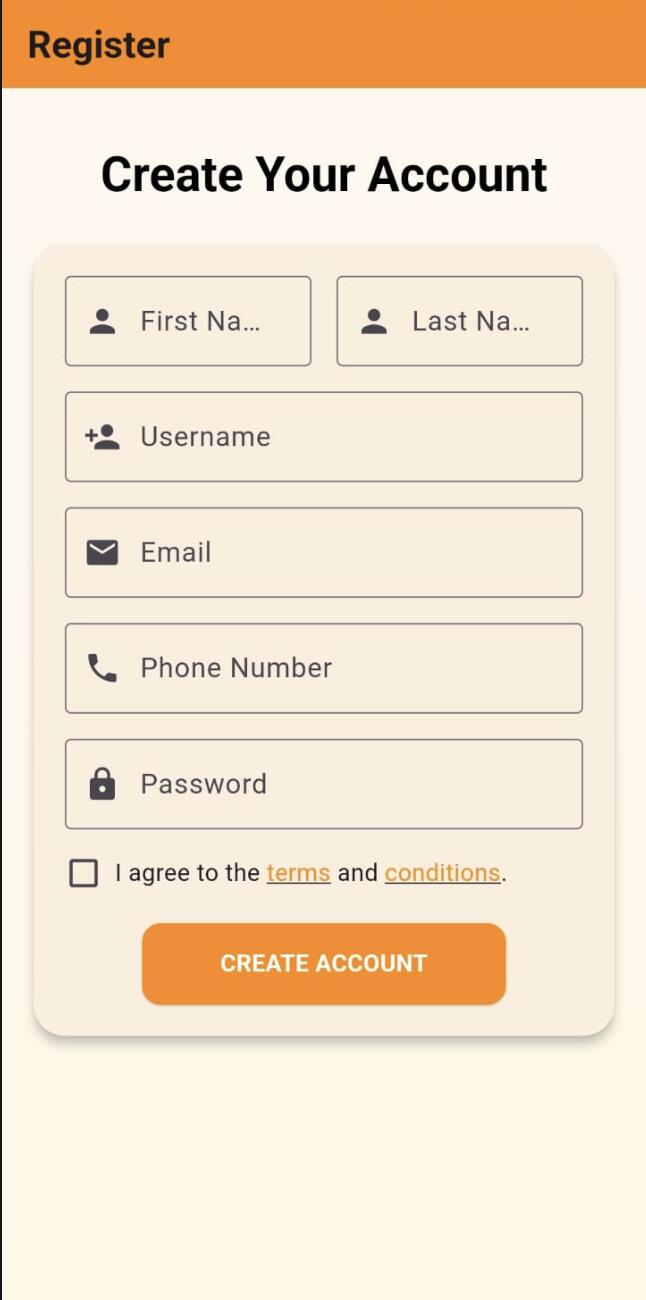 Register
Create Your Account
First Na...
Last Na...
Username
Email
Phone Number
Password
I agree to the terms and conditions.
CREATE ACCOUNT